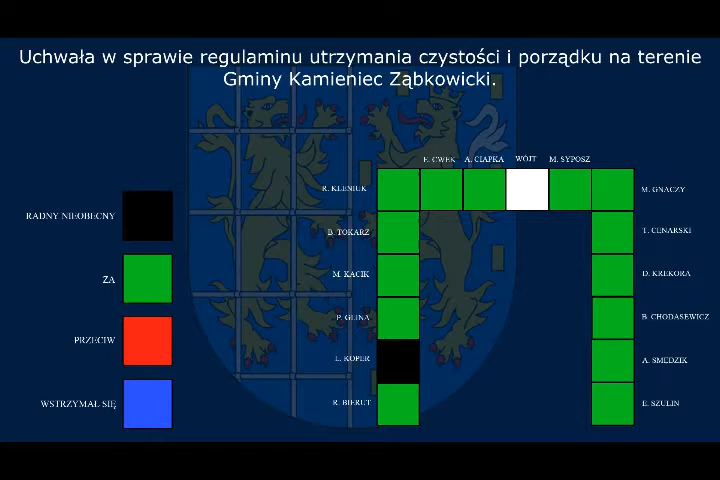 Uchwała w sprawie regulaminu utrzymania czystości i porządku na terenie
Gminy Kamieniec Ząbkowicki.
E. CWEK A. CIAPKA WÓJT M. SYPOSZ
R. KLENIUK
M. GNACZY
RADNY NIEOBECNY
B. TOKARZ
T. CENARSKI
ZA
M. KACIK
D. KREKORA
P. GLINA
B. CHODASEWICZ
PRZECIW
L. KOPER
A. SMEDZIK
WSTRZYMAŁ SIĘ
R. BIERUT
E. SZULIN